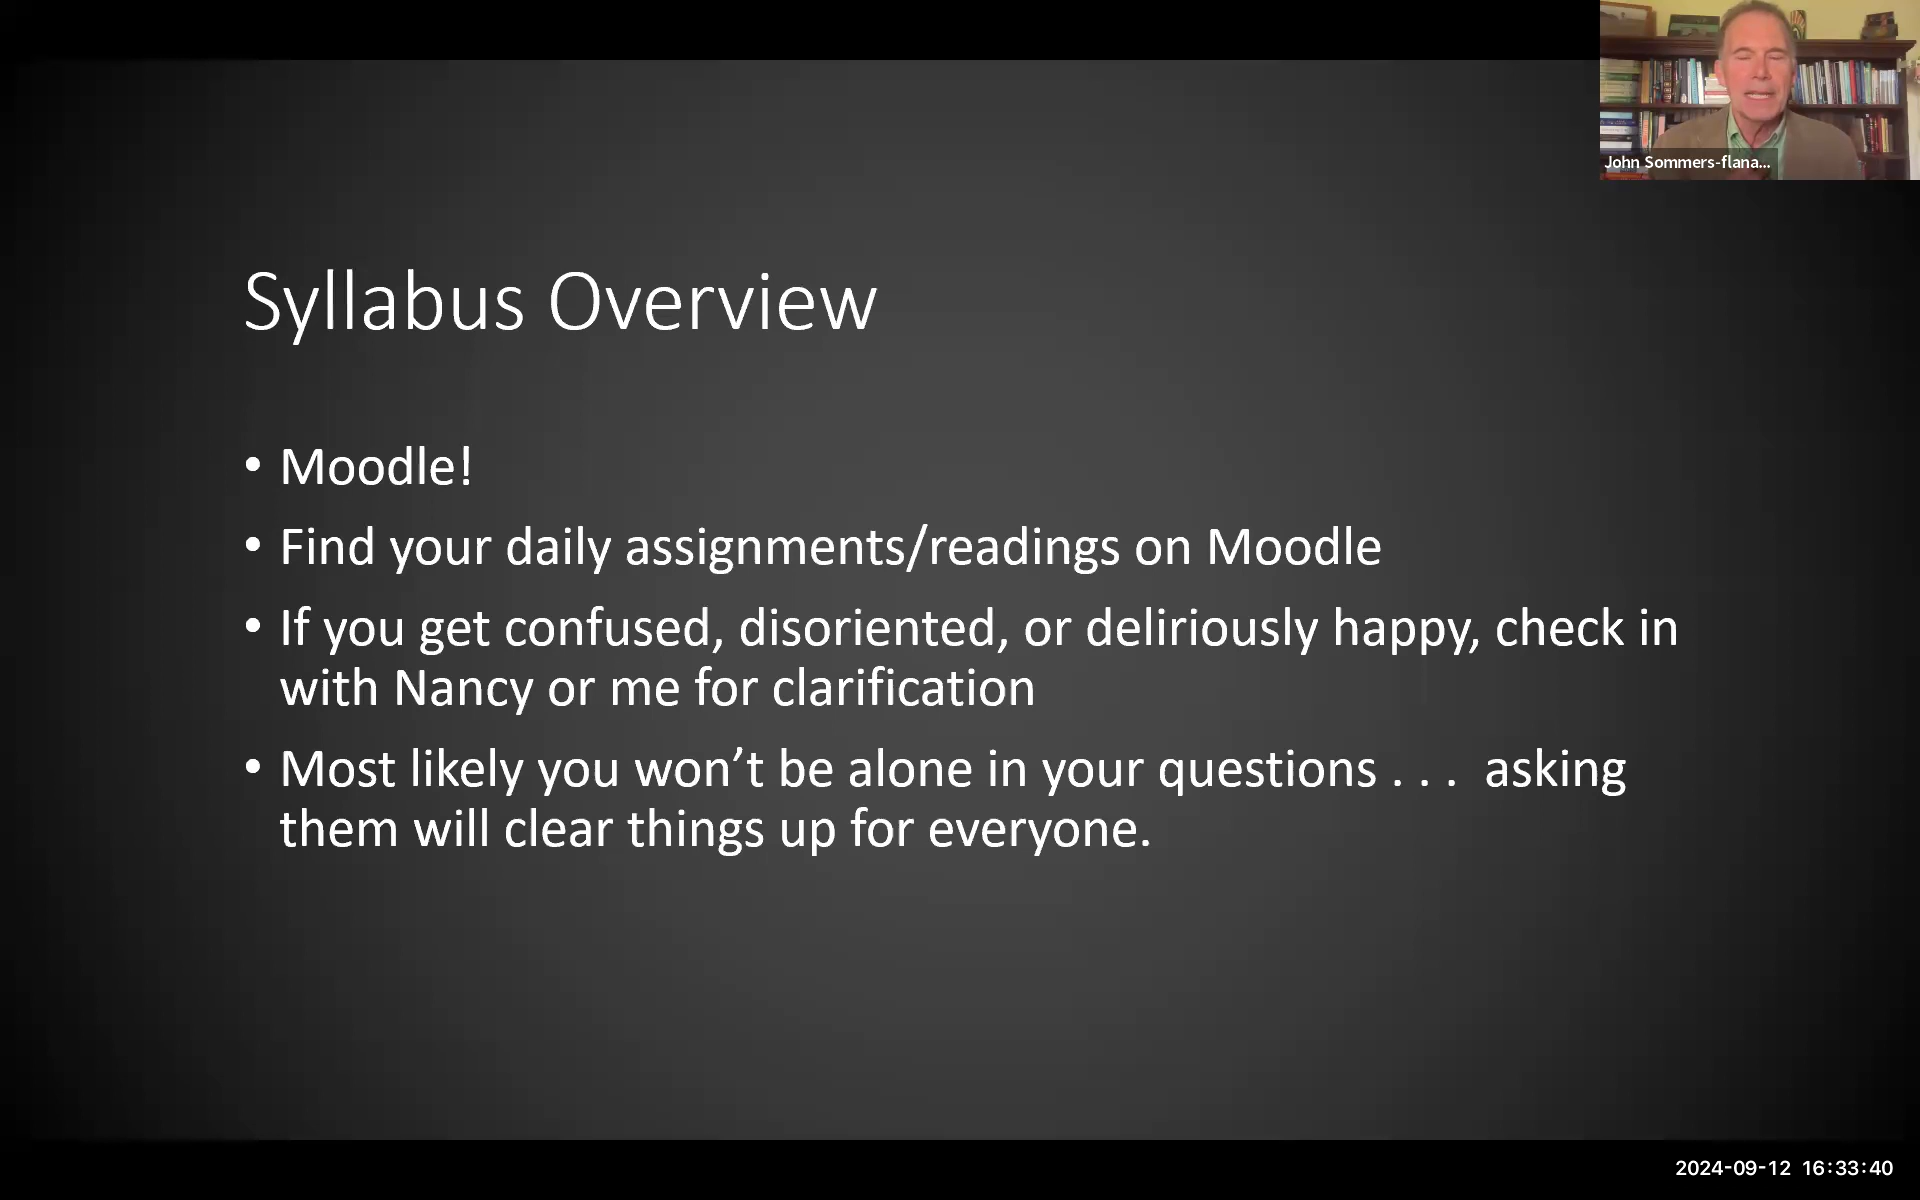 John Sommers-flana...
Syllabus Overview
• Moodle!
• Find your daily assignments/readings on Moodle
• If you get confused, disoriented, or deliriously happy, check in
with Nancy or me for clarification
• Most likely you won’t be alone in your questions . . .  asking
them will clear things up for everyone.
2024-09-12 16:33:40